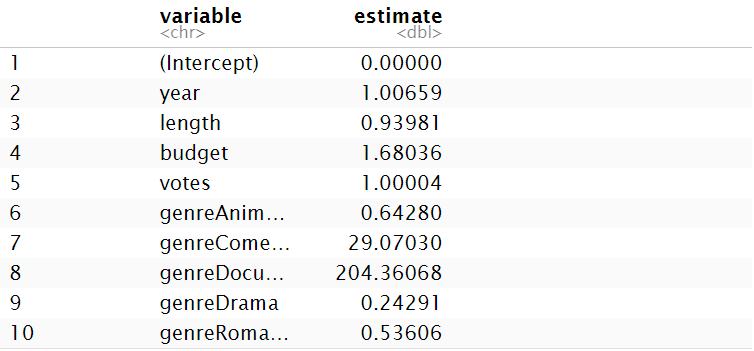 variable estimate
<chr> <dbl>
1 (Intercept) 0.00000
2 year 1.00659
3 length 0.93981
4 budget 1.68036
5 votes 1.00004
6 genreAnim... 0.64280
7 genreCome... 29.07030
8 genreDocu... 204.36068
9 genreDrama 0.24291
10 genreRoma... 0.53606